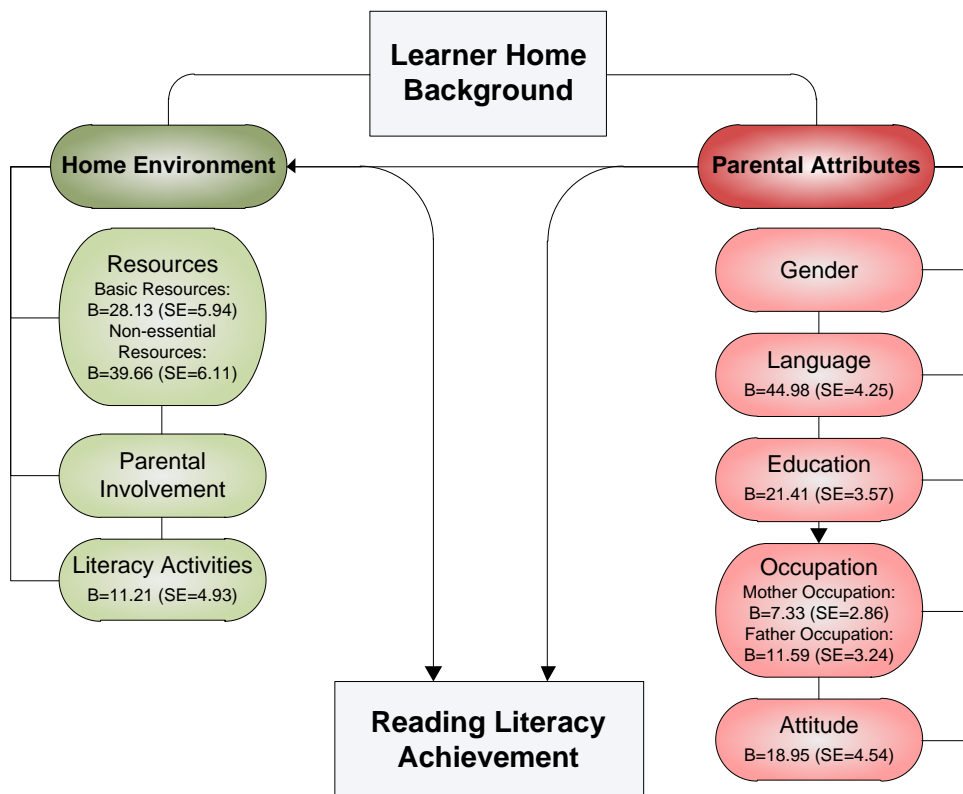 Learner Home
Background
Home Environment
Parental Attributes
Resources
Basic Resources:
B=28.13 (SE=5.94)
Non-essential
Resources:
B=39.66 (SE=6.11)
Parental
Involvement
Literacy Activities
B=11.21 (SE=4.93)
Gender
Language
B=44.98 (SE=4.25)
Education
B=21.41 (SE=3.57)
Occupation
Mother Occupation:
B=7.33 (SE=2.86)
Father Occupation:
B=11.59 (SE=3.24)
Attitude
B=18.95 (SE=4.54)
Reading Literacy
Achievement